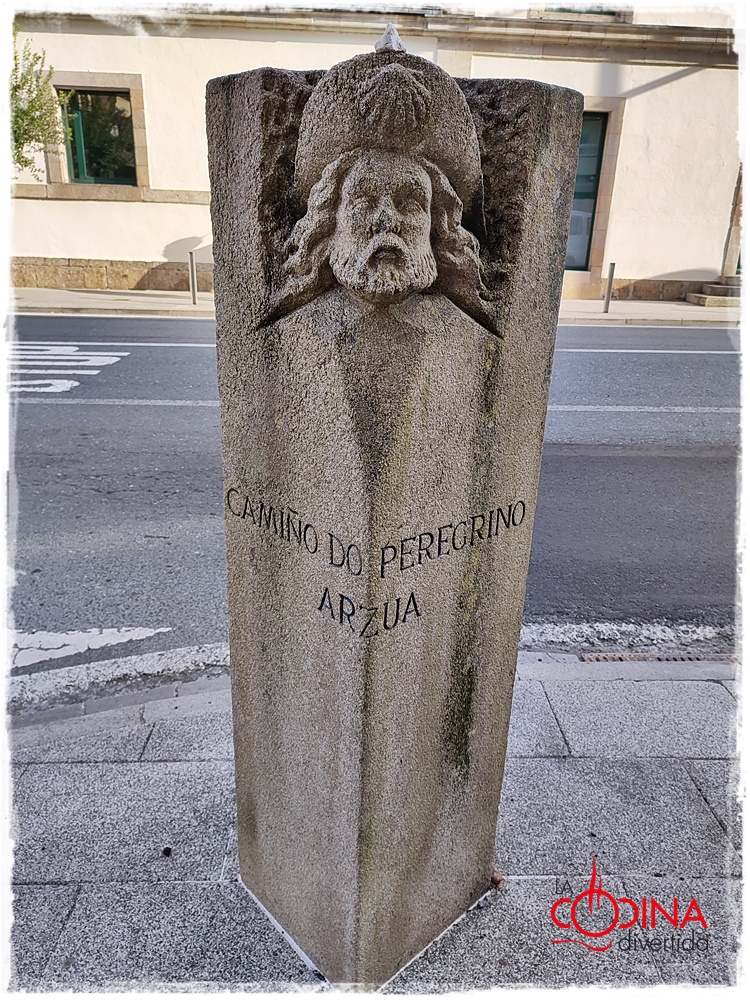 CAMIÑO DO PEREGRINO
ARZUA
LA
COCINA
divertida